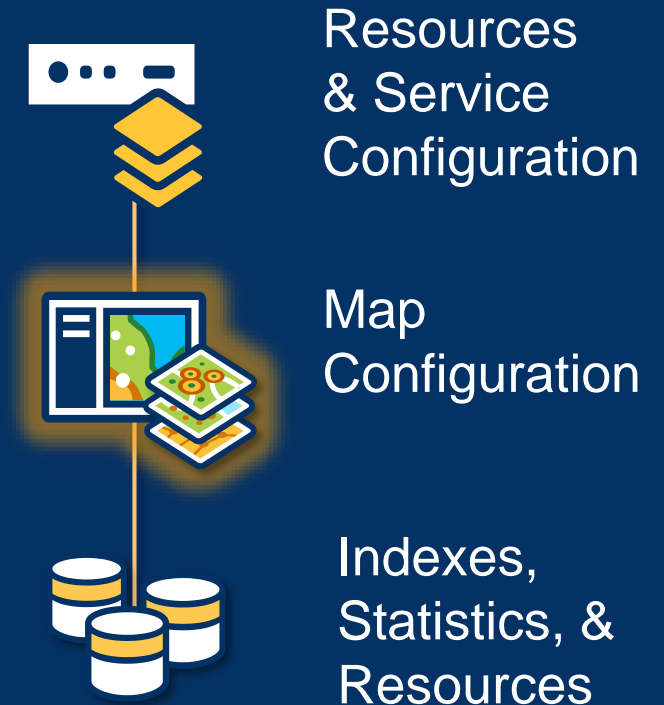 Resources
& Service
Configuration
Map
Configuration
Indexes,
Statistics, &
Resources